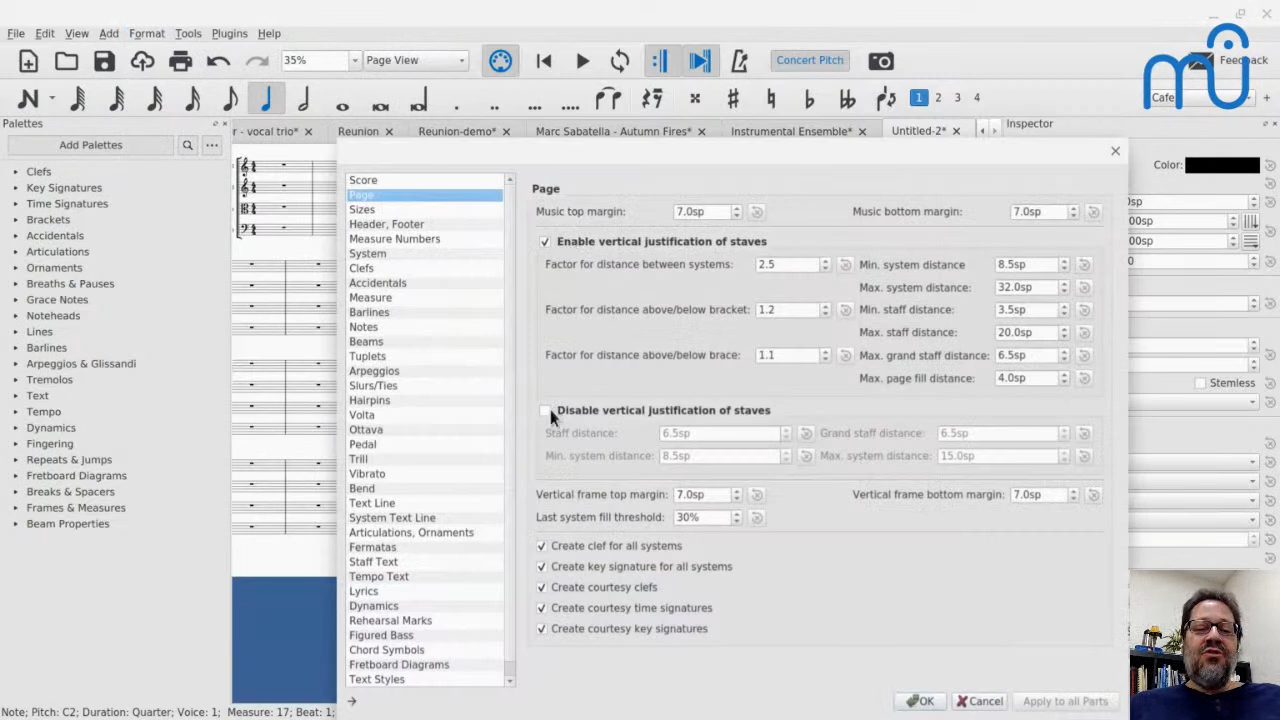 File Edit View Add Format Tools Plugins Help
35% Page View Concert Pitch Feedback
1 2 3 4 Cafe +
Palettes
r - vocal trio* Reunion Reunion-demo* Marc Sabatella - Autumn Fires* Instrumental Ensemble* Untitled-2* Inspector
Add Palettes
Clefs
Key Signatures
Time Signatures
Brackets
Accidentals
Articulations
Ornaments
Breaths & Pauses
Grace Notes
Noteheads
Lines
Barlines
Arpeggios & Glissandi
Tremolos
Text
Tempo
Dynamics
Fingering
Repeats & Jumps
Fretboard Diagrams
Breaks & Spacers
Frames & Measures
Beam Properties
Score
Page
Sizes
Header, Footer
Measure Numbers
System
Clefs
Accidentals
Measure
Barlines
Notes
Beams
Tuplets
Arpeggios
Slurs/Ties
Hairpins
Volta
Ottava
Pedal
Trill
Vibrato
Bend
Text Line
System Text Line
Articulations, Ornaments
Fermatas
Staff Text
Tempo Text
Lyrics
Dynamics
Rehearsal Marks
Figured Bass
Chord Symbols
Fretboard Diagrams
Text Styles
Page
Music top margin: 7.0sp Music bottom margin: 7.0sp
Enable vertical justification of staves
Factor for distance between systems: 2.5 Min. system distance 8.5sp
Max. system distance: 32.0sp
Factor for distance above/below bracket: 1.2 Min. staff distance: 3.5sp
Max. staff distance: 20.0sp
Factor for distance above/below brace: 1.1 Max. grand staff distance: 6.5sp
Max. page fill distance: 4.0sp
Disable vertical justification of staves
Staff distance: 6.5sp Grand staff distance: 6.5sp
Min. system distance: 8.5sp Max. system distance: 15.0sp
Vertical frame top margin: 7.0sp Vertical frame bottom margin: 7.0sp
Last system fill threshold: 30%
Create clef for all systems
Create key signature for all systems
Create courtesy clefs
Create courtesy time signatures
Create courtesy key signatures
OK Cancel Apply to all Parts
Color:
0sp
00sp
00sp
0
Stemless
Note; Pitch: C2; Duration: Quarter; Voice: 1; Measure: 17; Beat: 1;